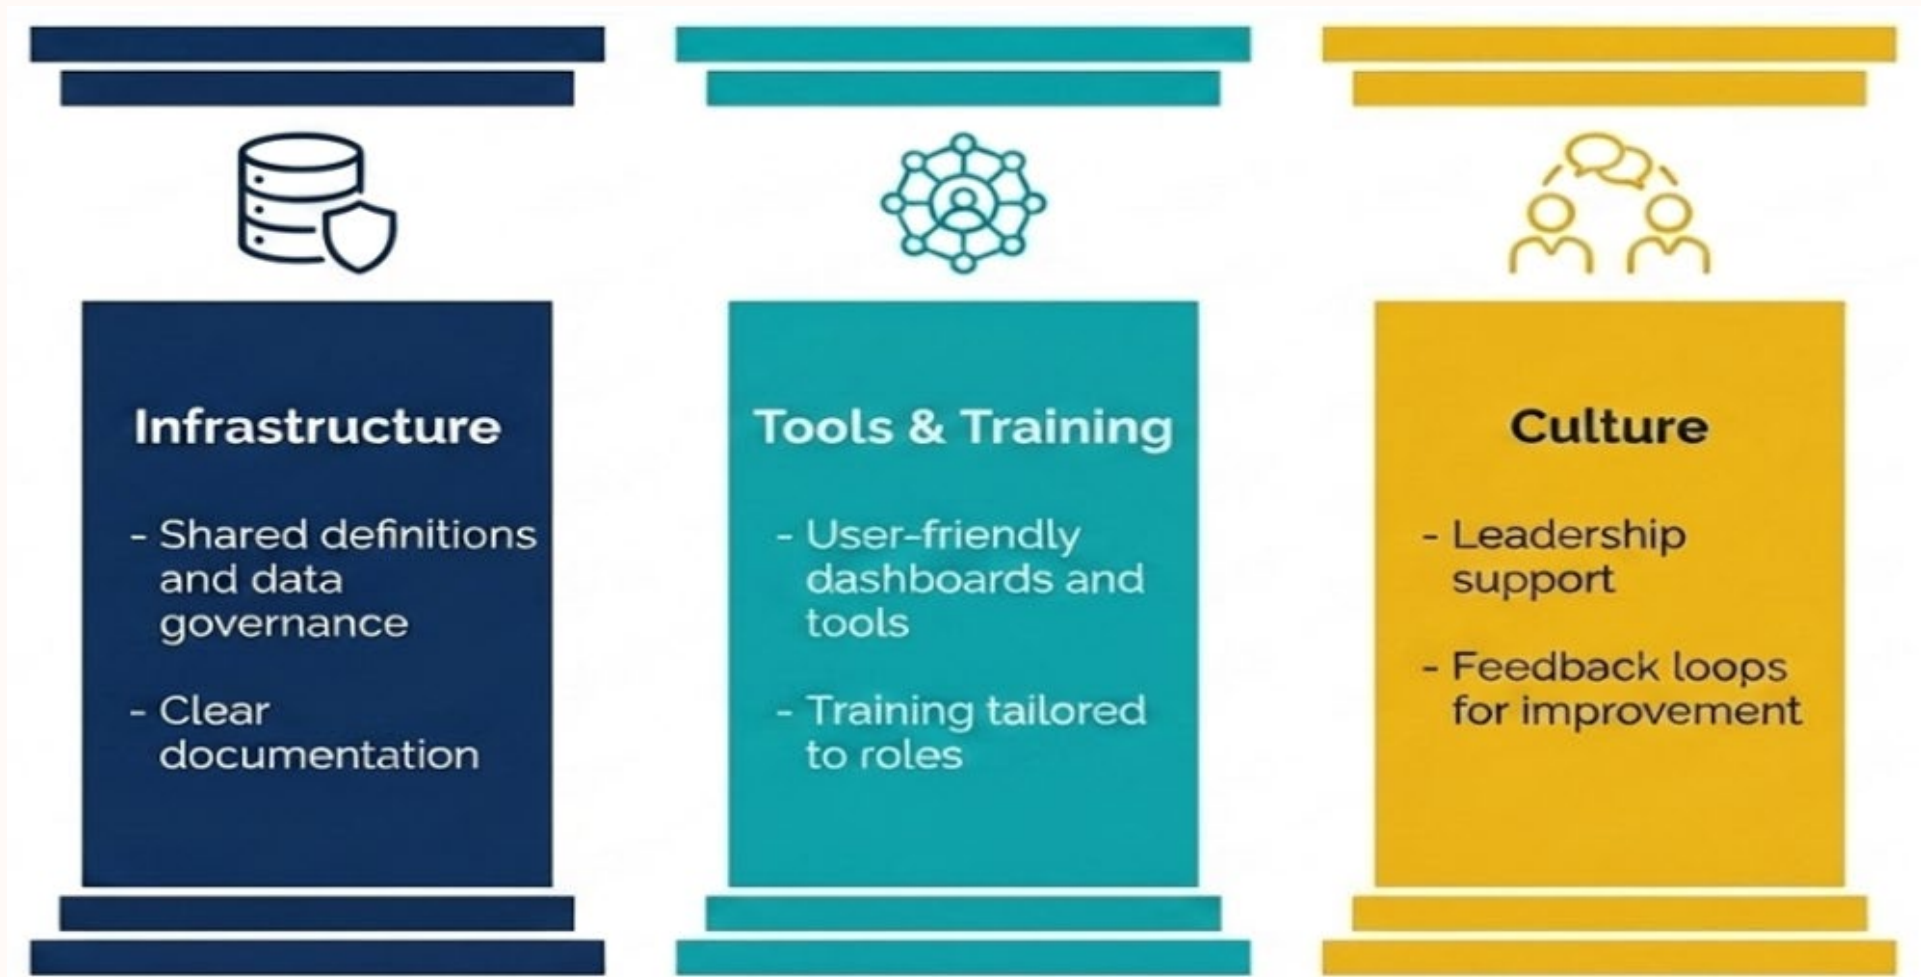 Infrastructure
- Shared definitions
and data
governance
- Clear
documentation
Tools & Training
- User-friendly
dashboards and
tools
- Training tailored
to roles
Culture
- Leadership
support
- Feedback loops
for improvement